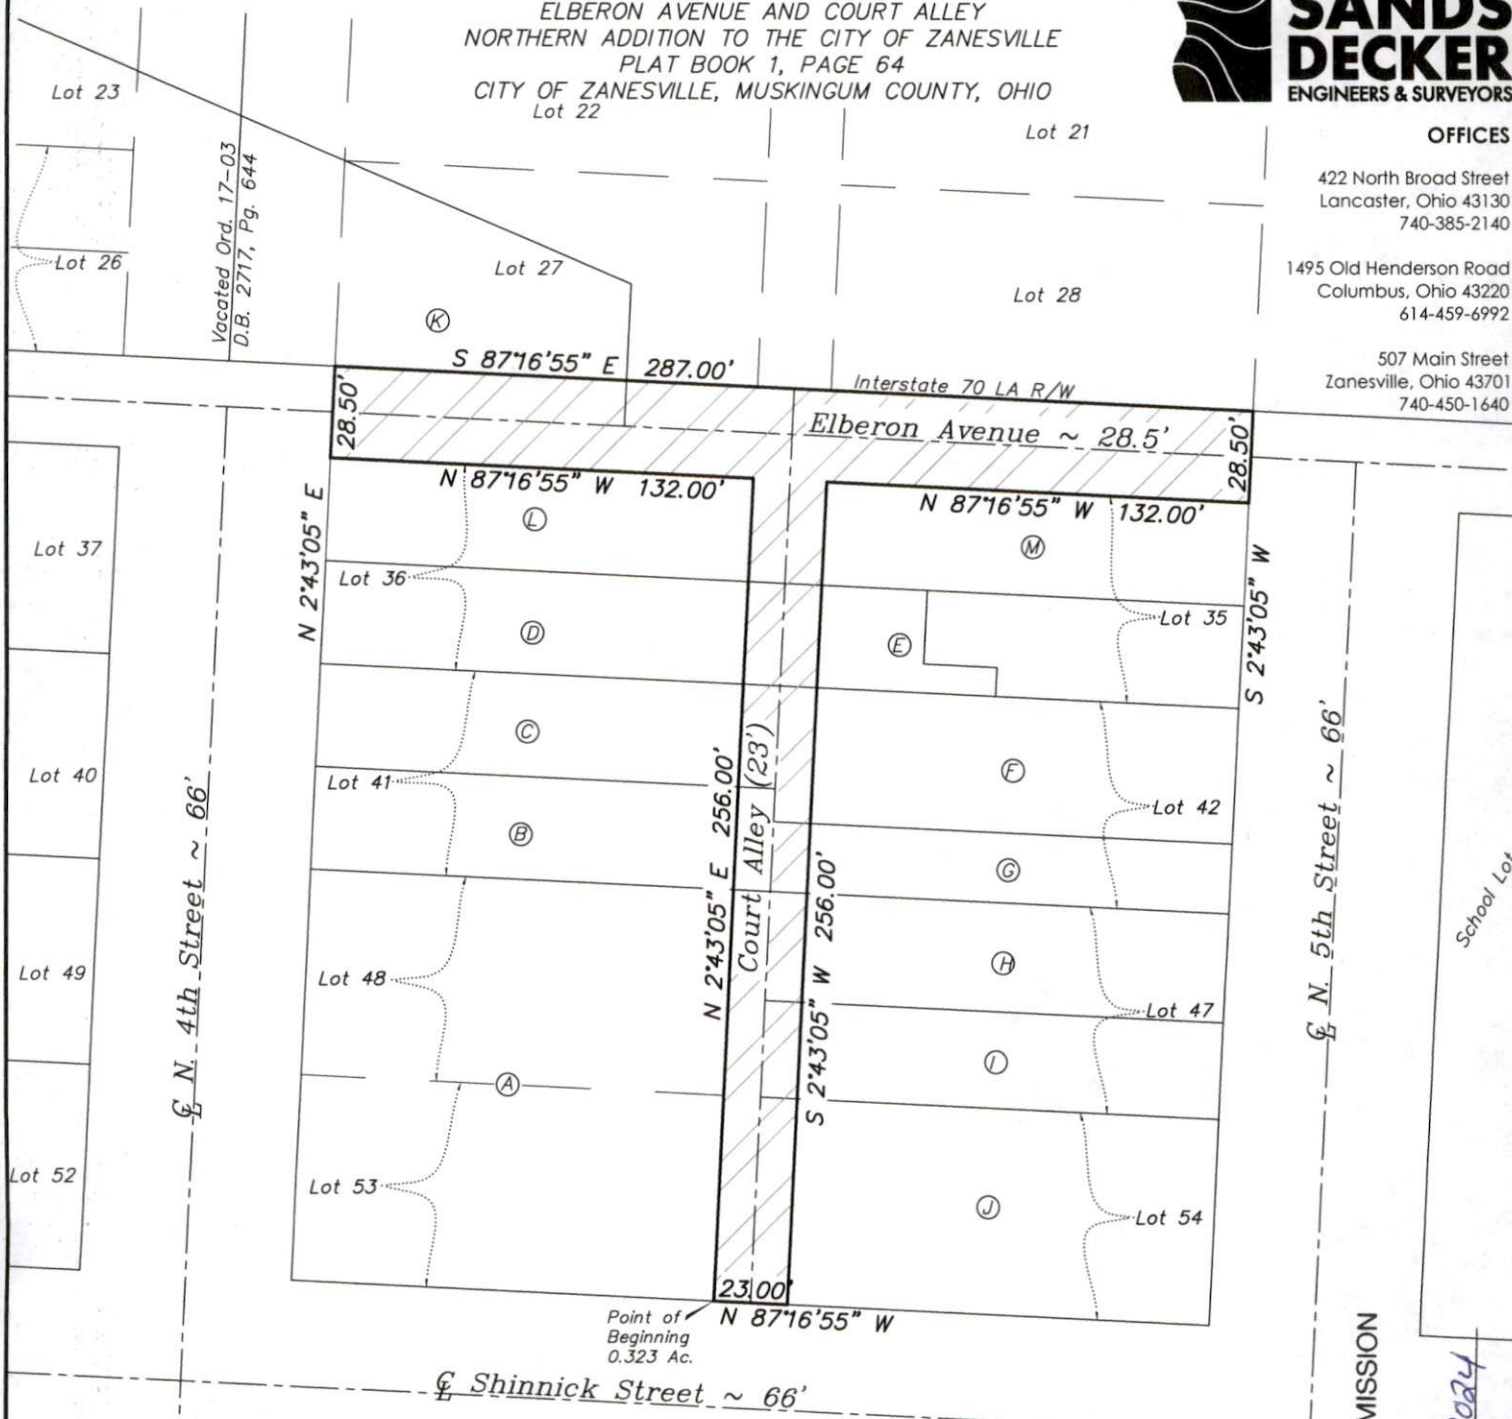 ELBERON AVENUE AND COURT ALLEY
NORTHERN ADDITION TO THE CITY OF ZANESVILLE
PLAT BOOK 1, PAGE 64
CITY OF ZANESVILLE, MUSKINGUM COUNTY, OHIO
SANDS
DECKER
ENGINEERS & SURVEYORS
OFFICES
422 North Broad Street
Lancaster, Ohio 43130
740-385-2140
1495 Old Henderson Road
Columbus, Ohio 43220
614-459-6992
507 Main Street
Zanesville, Ohio 43701
740-450-1640
Lot 23
Lot 22
Lot 21
Vacated Ord. 17-03
D.B. 2717, Pg. 644
Lot 26
Lot 27
Lot 28
K
S 87°16'55" E 287.00'
Interstate 70 LA R/W
28.50'
Elberon Avenue ~ 28.5'
28.50'
N 87°16'55" W 132.00'
N 87°16'55" W 132.00'
N 2°43'05" E
L
M
Lot 37
Lot 36
Lot 35
S 2°43'05" W
D
E
C
F
Lot 40
Lot 41
Lot 42
B
G
N 2°43'05" E 256.00'
Court Alley (23')
S 2°43'05" W 256.00'
℄ N. 4th Street ~ 66'
℄ N. 5th Street ~ 66'
School Lot
Lot 49
Lot 48
H
Lot 47
I
A
Lot 52
Lot 53
J
Lot 54
23.00'
N 87°16'55" W
Point of
Beginning
0.323 Ac.
℄ Shinnick Street ~ 66'
MISSION